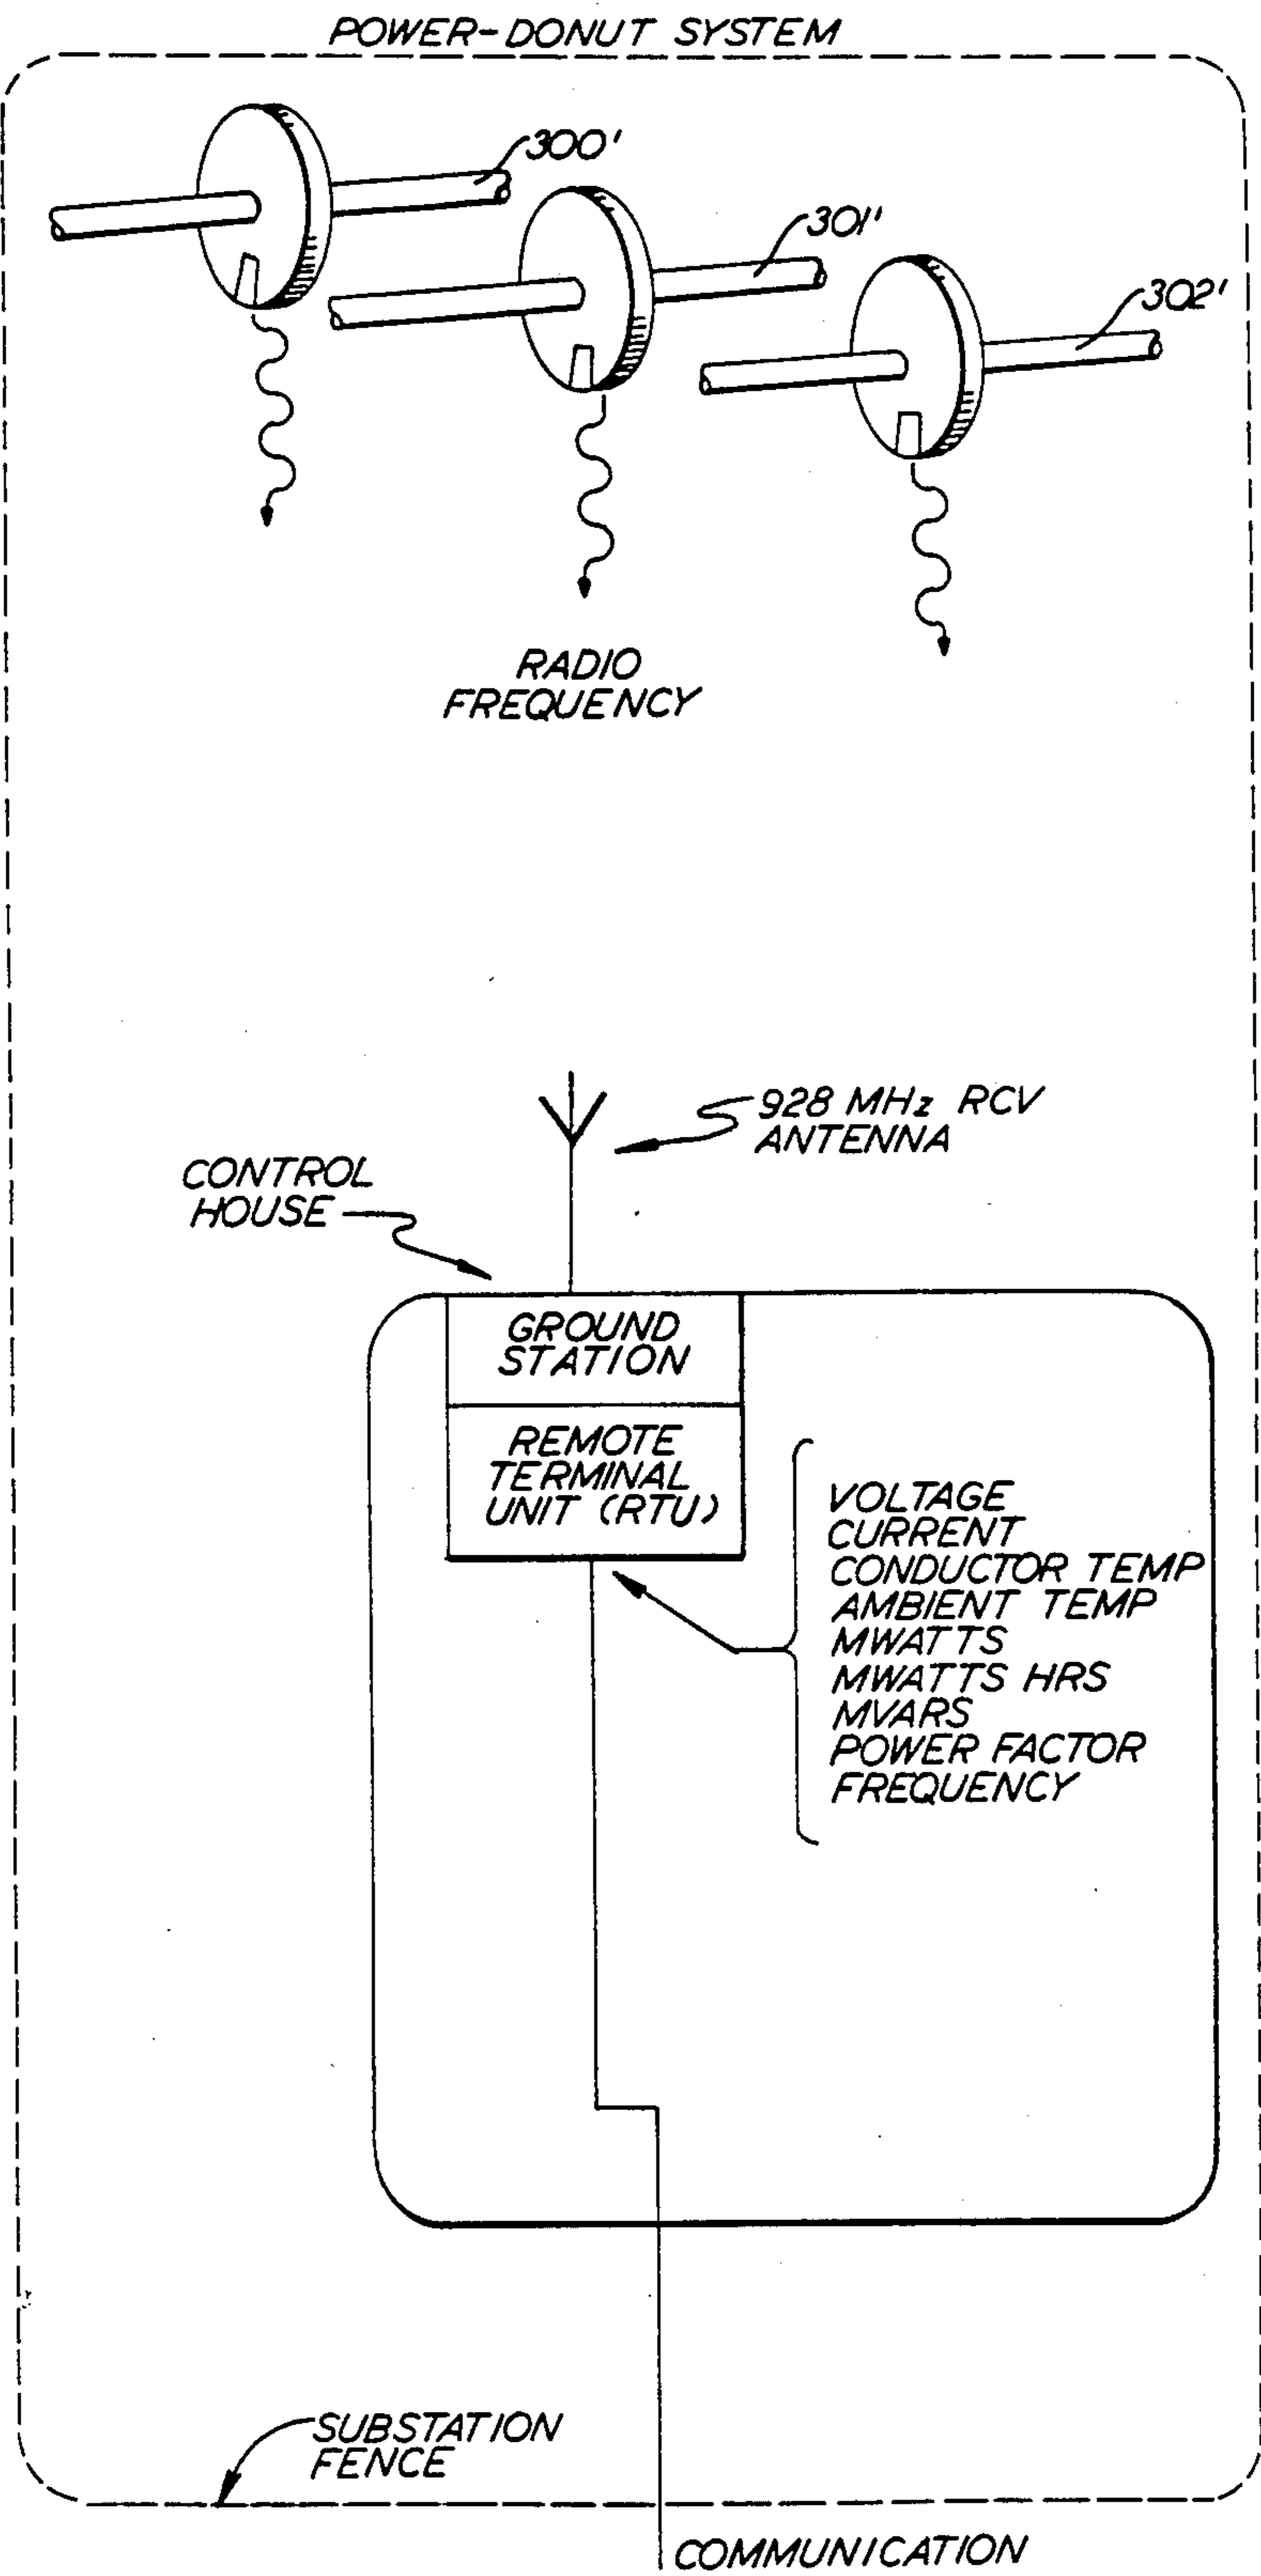 POWER-DONUT SYSTEM
300'
301'
302'
RADIO
FREQUENCY
928 MHz RCV
ANTENNA
CONTROL
HOUSE
GROUND
STATION
REMOTE
TERMINAL
UNIT (RTU)
VOLTAGE
CURRENT
CONDUCTOR TEMP
AMBIENT TEMP
MWATTS
MWATTS HRS
MVARS
POWER FACTOR
FREQUENCY
SUBSTATION
FENCE
COMMUNICATION